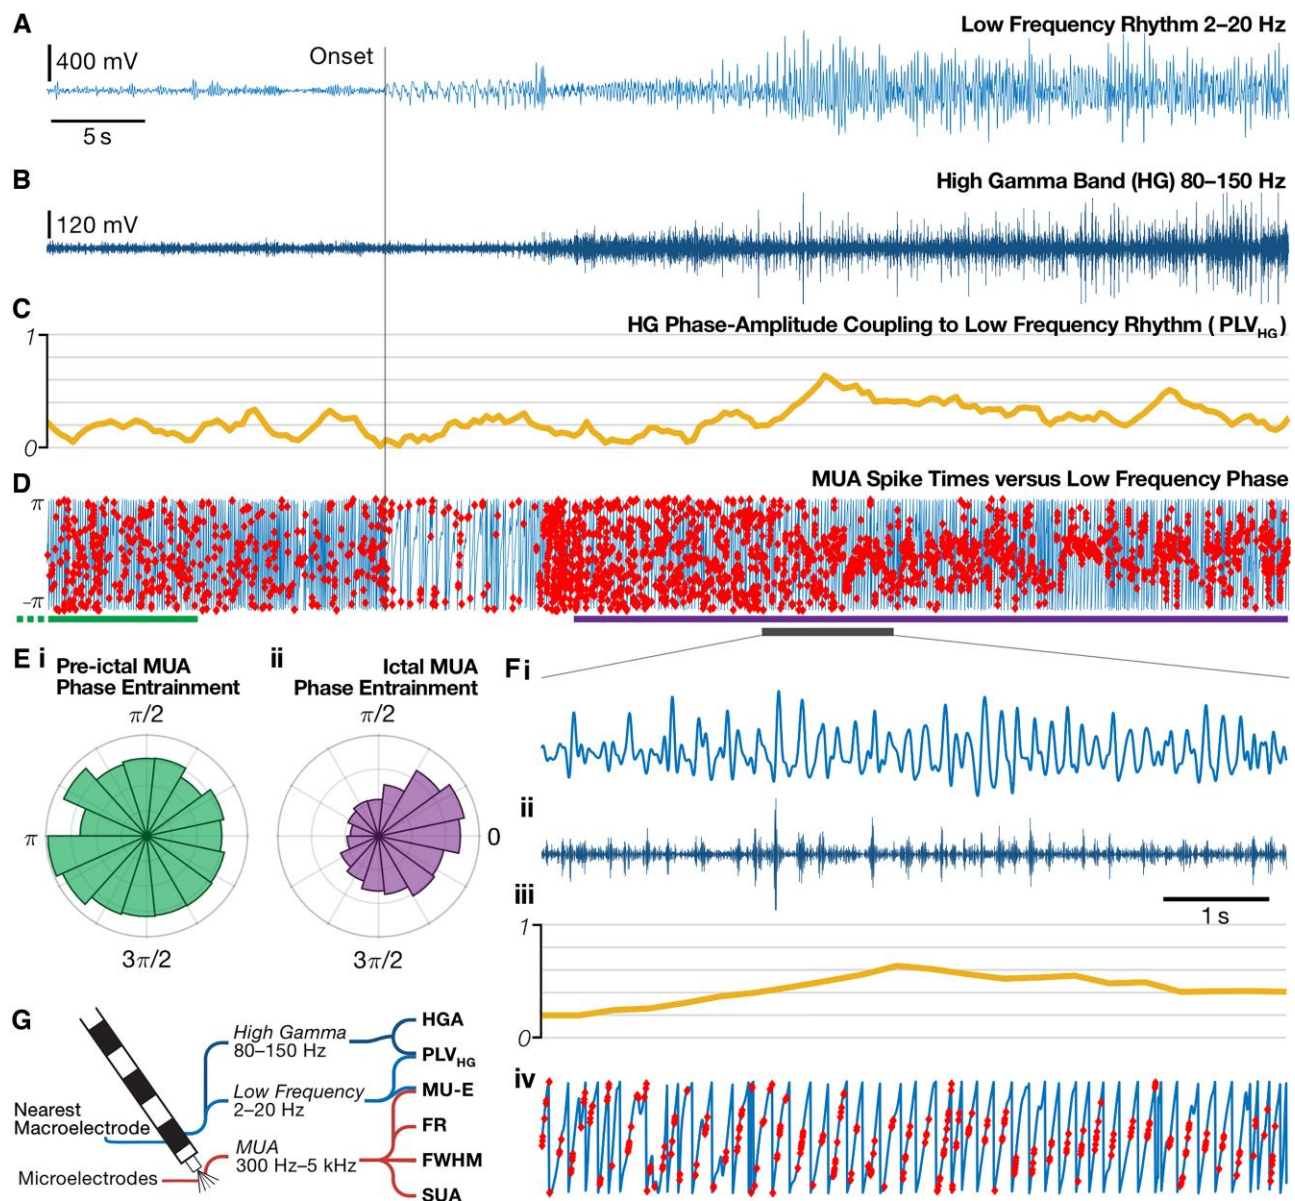 A
Low Frequency Rhythm 2–20 Hz
400 mV
Onset
5 s
B
High Gamma Band (HG) 80–150 Hz
120 mV
C
HG Phase-Amplitude Coupling to Low Frequency Rhythm (PLV_HG)
1
0
D
MUA Spike Times versus Low Frequency Phase
π
–π
E i
Pre-ictal MUA
Phase Entrainment
π/2
π
3π/2
ii
Ictal MUA
Phase Entrainment
π/2
0
3π/2
F i
ii
1 s
iii
1
0
iv
G
High Gamma
80–150 Hz
Low Frequency
2–20 Hz
MUA
300 Hz–5 kHz
Nearest
Macroelectrode
Microelectrodes
HGA
PLV_HG
MU-E
FR
FWHM
SUA